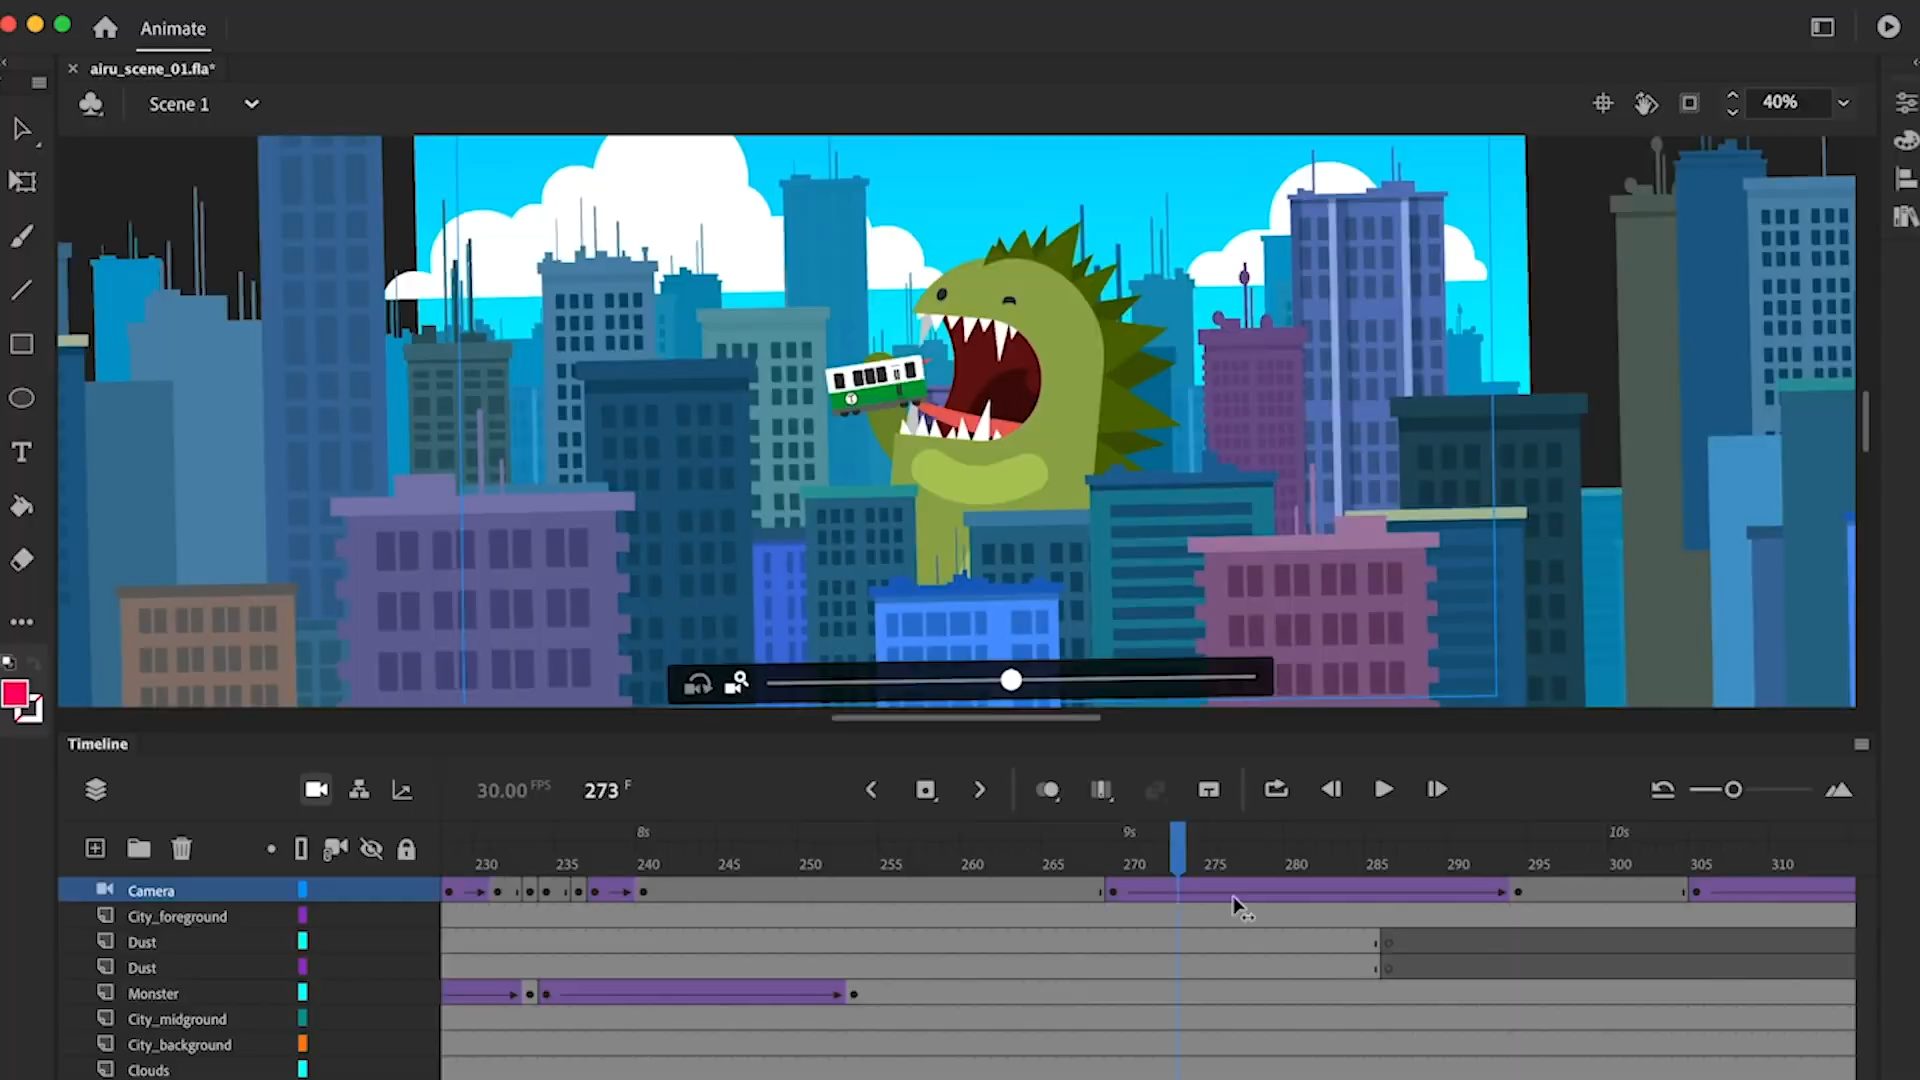 Animate
airu_scene_01.fla*
Scene 1
40%
T
Timeline
30.00 FPS 273 F
8s 9s 10s
230 235 240 245 250 255 260 265 270 275 280 285 290 295 300 305 310
Camera
City_foreground
Dust
Dust
Monster
City_midground
City_background
Clouds